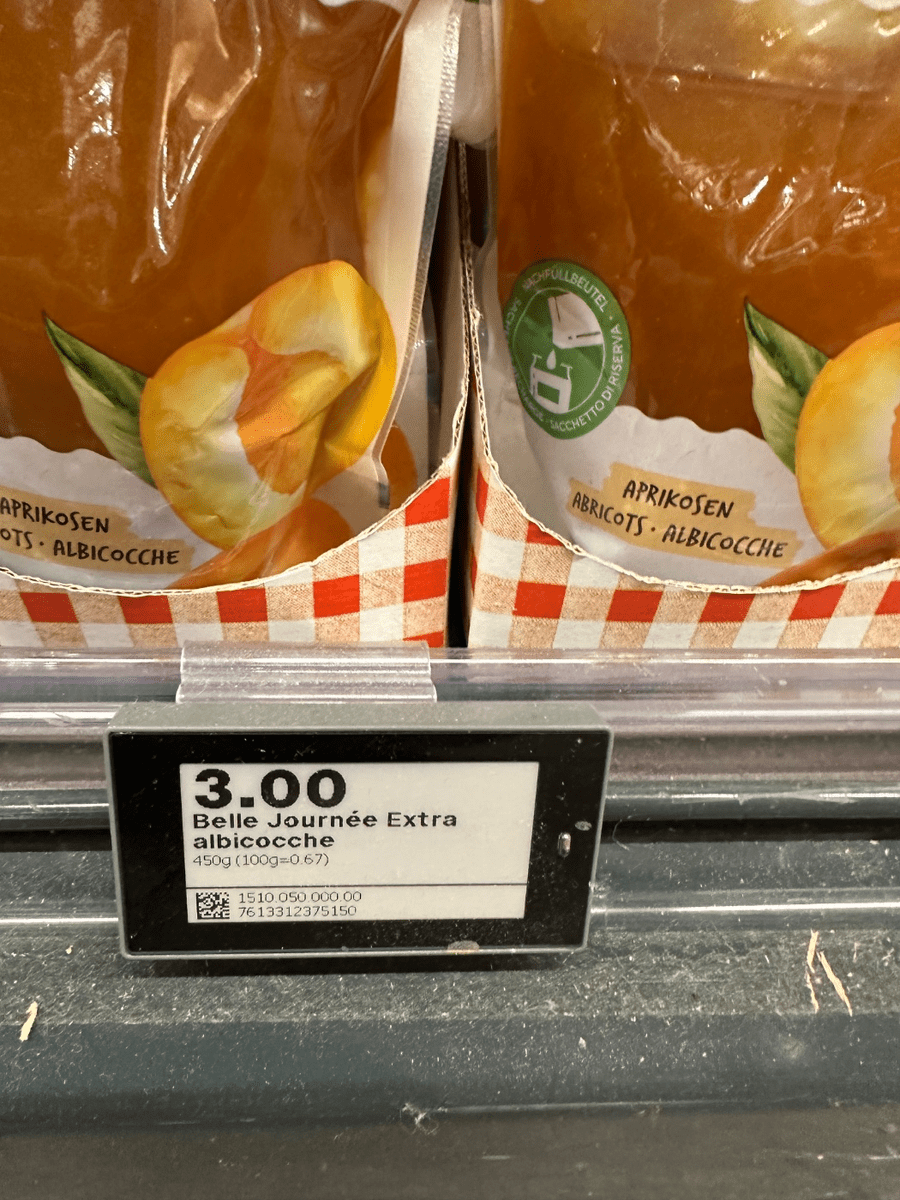 NACHFÜLLBEUTEL
SACCHETTO DI RISERVA
APRIKOSEN
OTS · ALBICOCCHE
APRIKOSEN
ABRICOTS · ALBICOCCHE
3.00
Belle Journée Extra
albicocche
450g (100g=0.67)
1510.050.000.00
7613312375150